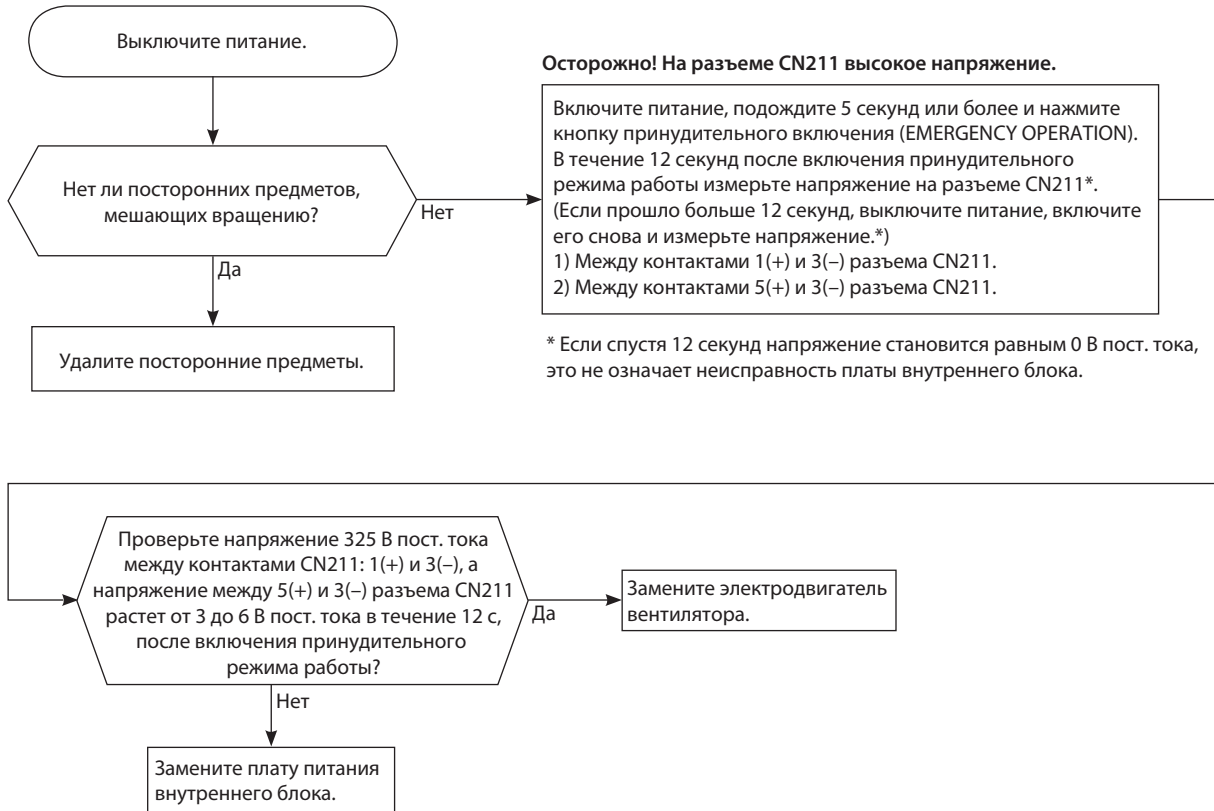 Выключите питание.
Нет ли посторонних предметов,
мешающих вращению?
Нет
Да
Удалите посторонние предметы.
Осторожно! На разъеме CN211 высокое напряжение.
Включите питание, подождите 5 секунд или более и нажмите
кнопку принудительного включения (EMERGENCY OPERATION).
В течение 12 секунд после включения принудительного
режима работы измерьте напряжение на разъеме CN211*.
(Если прошло больше 12 секунд, выключите питание, включите
его снова и измерьте напряжение.*)
1) Между контактами 1(+) и 3(–) разъема CN211.
2) Между контактами 5(+) и 3(–) разъема CN211.
* Если спустя 12 секунд напряжение становится равным 0 В пост. тока,
это не означает неисправность платы внутреннего блока.
Проверьте напряжение 325 В пост. тока
между контактами CN211: 1(+) и 3(–), а
напряжение между 5(+) и 3(–) разъема CN211
растет от 3 до 6 В пост. тока в течение 12 с,
после включения принудительного
режима работы?
Да
Замените электродвигатель
вентилятора.
Нет
Замените плату питания
внутреннего блока.